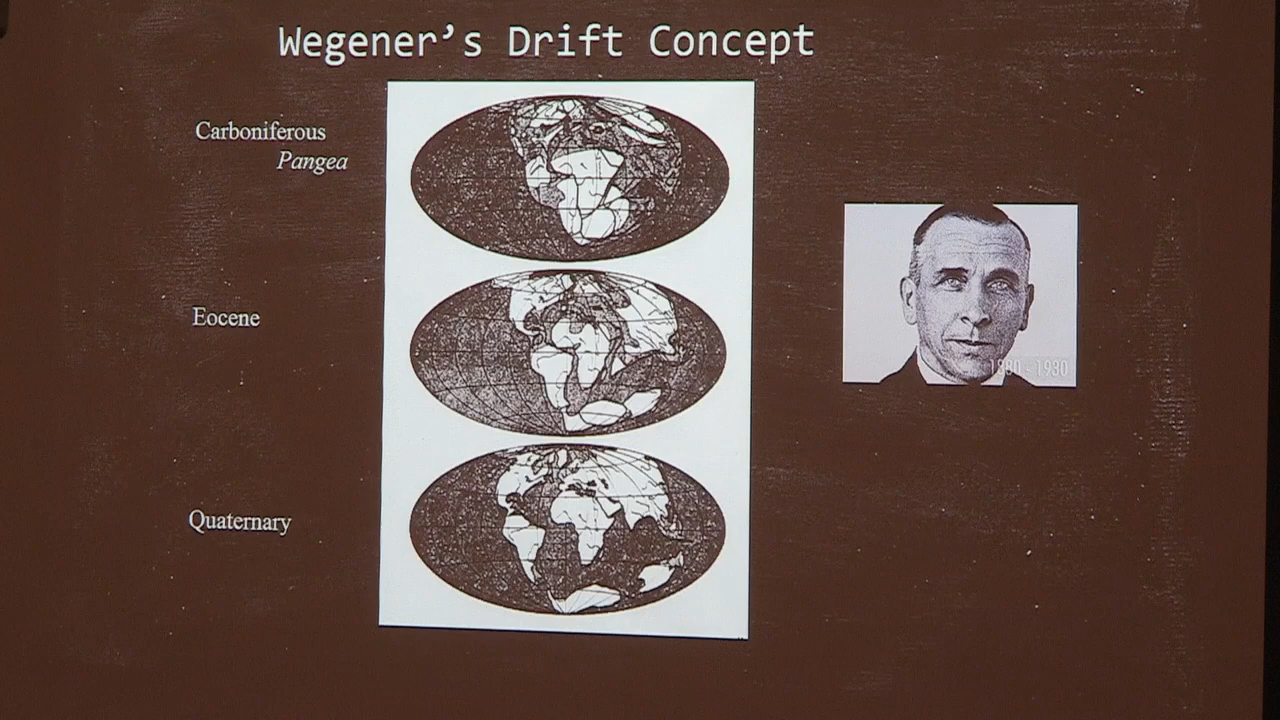 Wegener's Drift Concept
Carboniferous
Pangea
Eocene
Quaternary
1880 - 1930